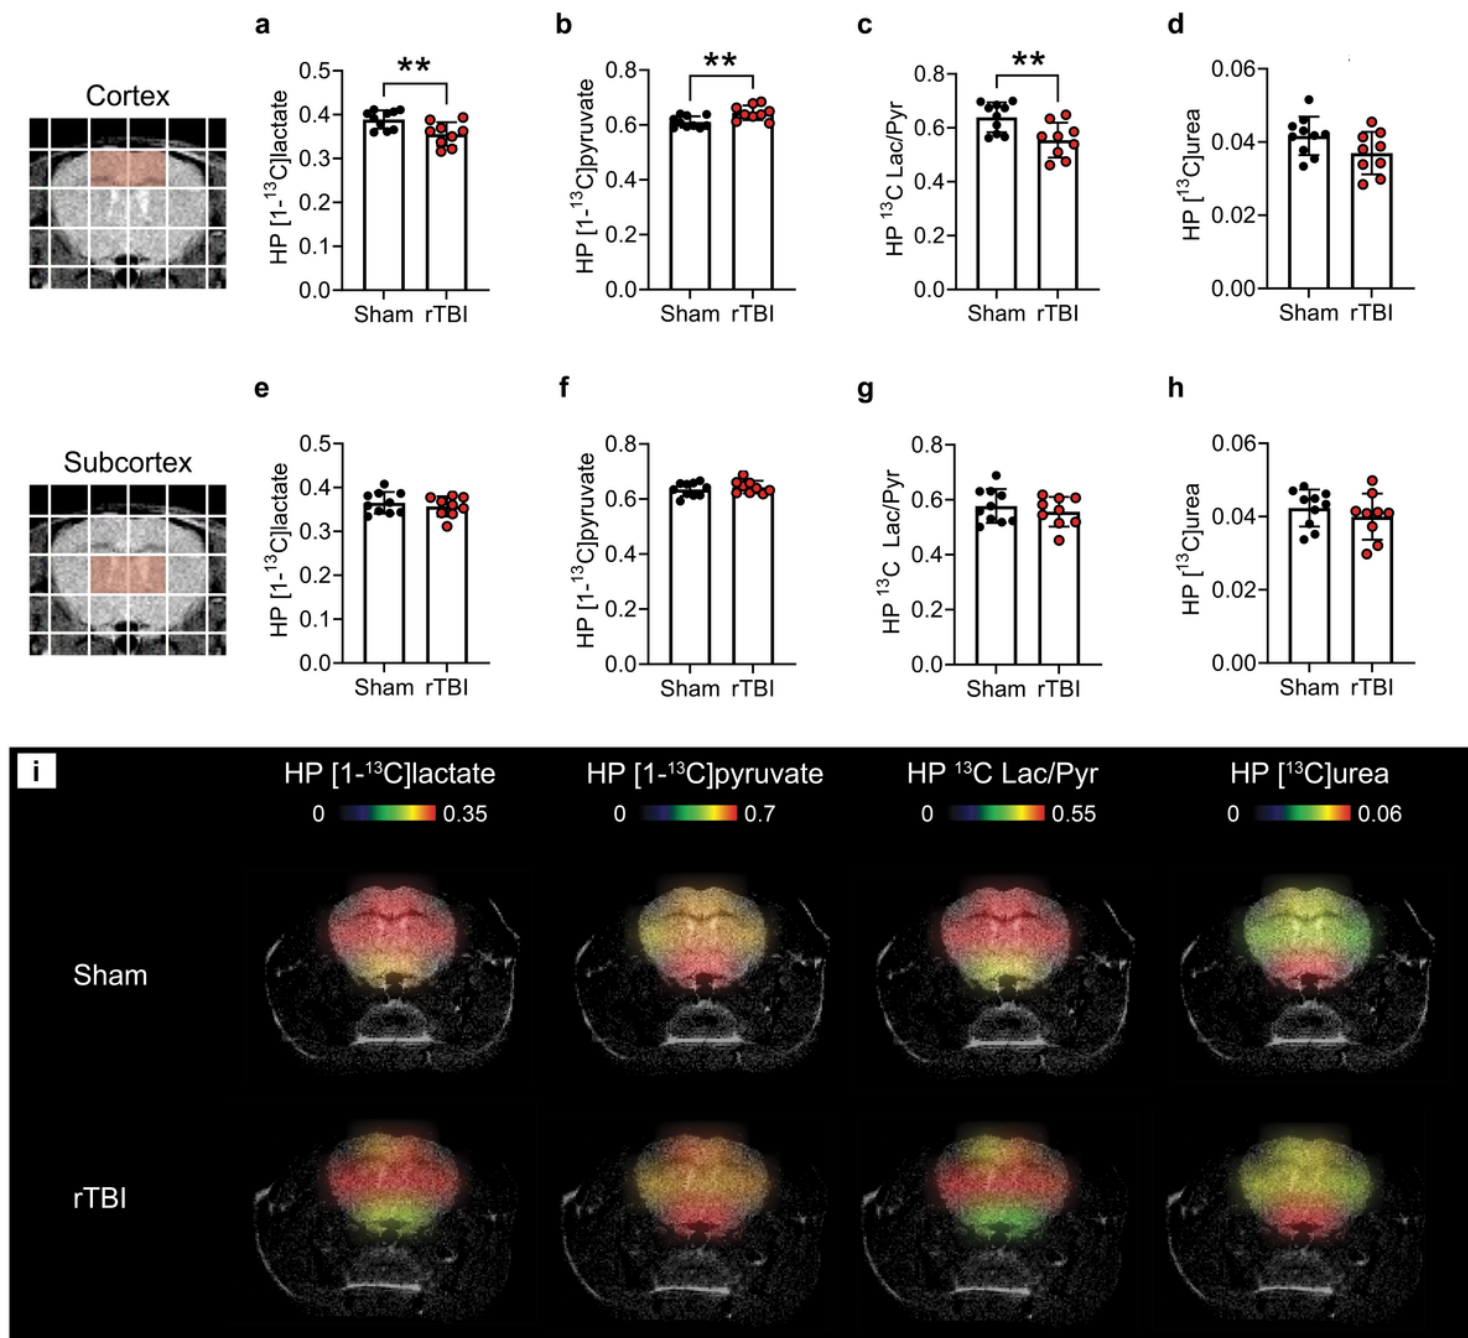 a
b
c
d
Cortex
HP [1-¹³C]lactate
0.5
0.4
0.3
0.2
0.1
0.0
**
Sham rTBI
HP [1-¹³C]pyruvate
0.8
0.6
0.4
0.2
0.0
**
Sham rTBI
HP ¹³C Lac/Pyr
0.8
0.6
0.4
0.2
0.0
**
Sham rTBI
HP [¹³C]urea
0.06
0.04
0.02
0.00
Sham rTBI
e
f
g
h
Subcortex
HP [1-¹³C]lactate
0.5
0.4
0.3
0.2
0.1
0.0
Sham rTBI
HP [1-¹³C]pyruvate
0.8
0.6
0.4
0.2
0.0
Sham rTBI
HP ¹³C Lac/Pyr
0.8
0.6
0.4
0.2
0.0
Sham rTBI
HP [¹³C]urea
0.06
0.04
0.02
0.00
Sham rTBI
i
HP [1-¹³C]lactate
0 0.35
HP [1-¹³C]pyruvate
0 0.7
HP ¹³C Lac/Pyr
0 0.55
HP [¹³C]urea
0 0.06
Sham
rTBI